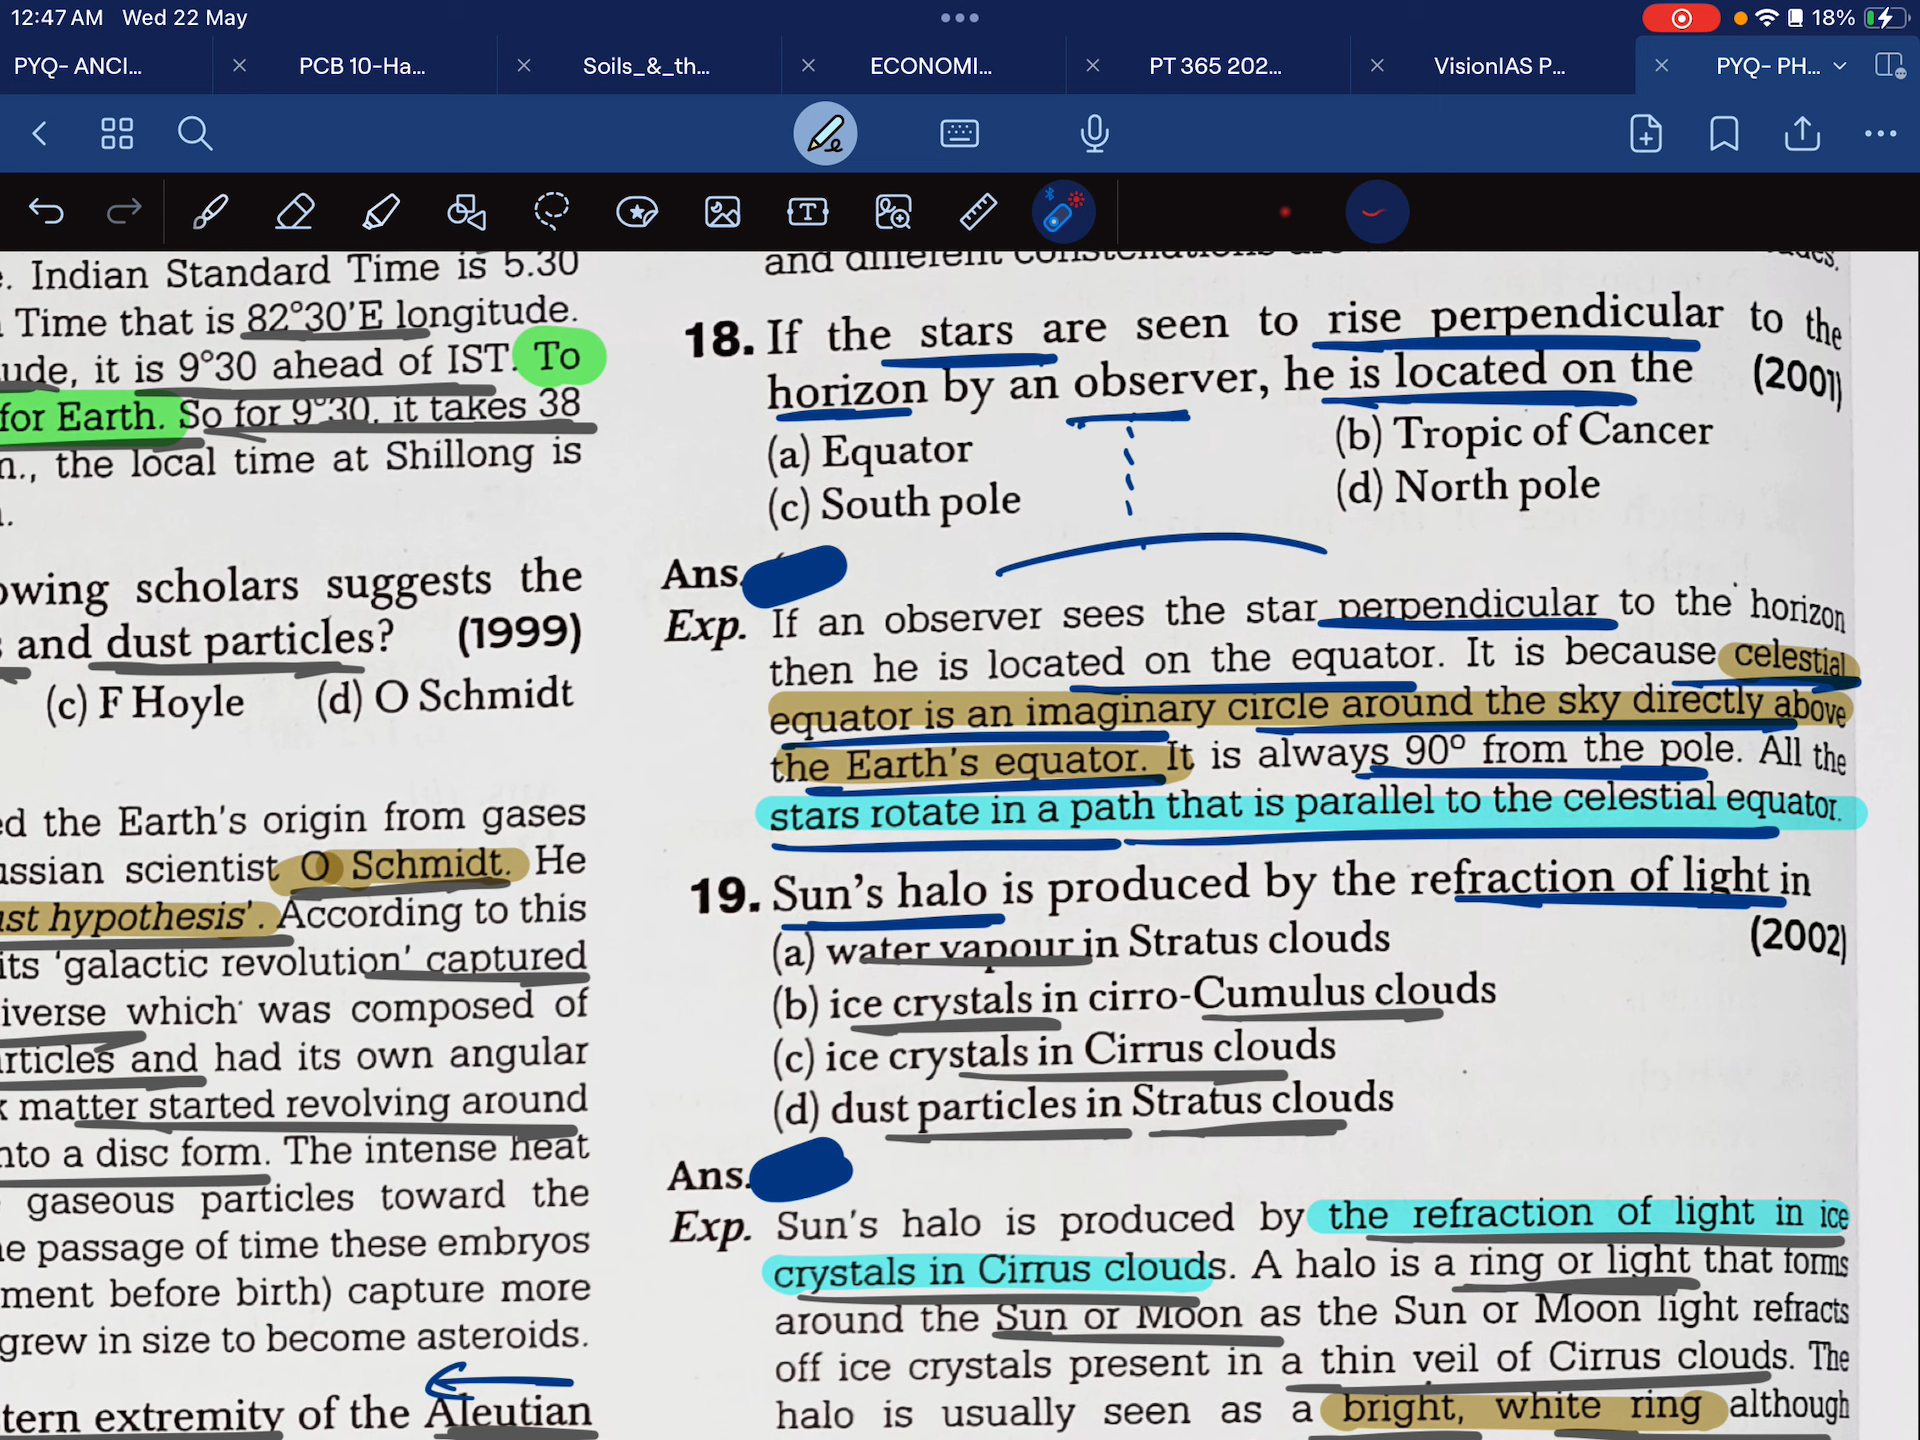 12:47 AM Wed 22 May
18%
PYQ- ANCI...
PCB 10-Ha...
Soils_&_th...
ECONOMI...
PT 365 202...
VisionIAS P...
PYQ- PH...
. Indian Standard Time is 5.30
Time that is 82°30'E longitude.
ude, it is 9°30 ahead of IST. To
for Earth. So for 9°30, it takes 38
n., the local time at Shillong is
owing scholars suggests the
and dust particles? (1999)
(c) F Hoyle (d) O Schmidt
ed the Earth's origin from gases
ussian scientist O Schmidt. He
ust hypothesis'. According to this
its 'galactic revolution' captured
iverse which was composed of
rticles and had its own angular
k matter started revolving around
nto a disc form. The intense heat
gaseous particles toward the
he passage of time these embryos
ment before birth) capture more
grew in size to become asteroids.
tern extremity of the Aleutian
and different constellations are
18. If the stars are seen to rise perpendicular to the
horizon by an observer, he is located on the (2001)
(a) Equator (b) Tropic of Cancer
(c) South pole (d) North pole
Ans.
Exp. If an observer sees the star perpendicular to the horizon
then he is located on the equator. It is because celestial
equator is an imaginary circle around the sky directly above
the Earth's equator. It is always 90° from the pole. All the
stars rotate in a path that is parallel to the celestial equator.
19. Sun's halo is produced by the refraction of light in
(a) water vapour in Stratus clouds (2002)
(b) ice crystals in cirro-Cumulus clouds
(c) ice crystals in Cirrus clouds
(d) dust particles in Stratus clouds
Ans.
Exp. Sun's halo is produced by the refraction of light in ice
crystals in Cirrus clouds. A halo is a ring or light that forms
around the Sun or Moon as the Sun or Moon light refracts
off ice crystals present in a thin veil of Cirrus clouds. The
halo is usually seen as a bright, white ring although